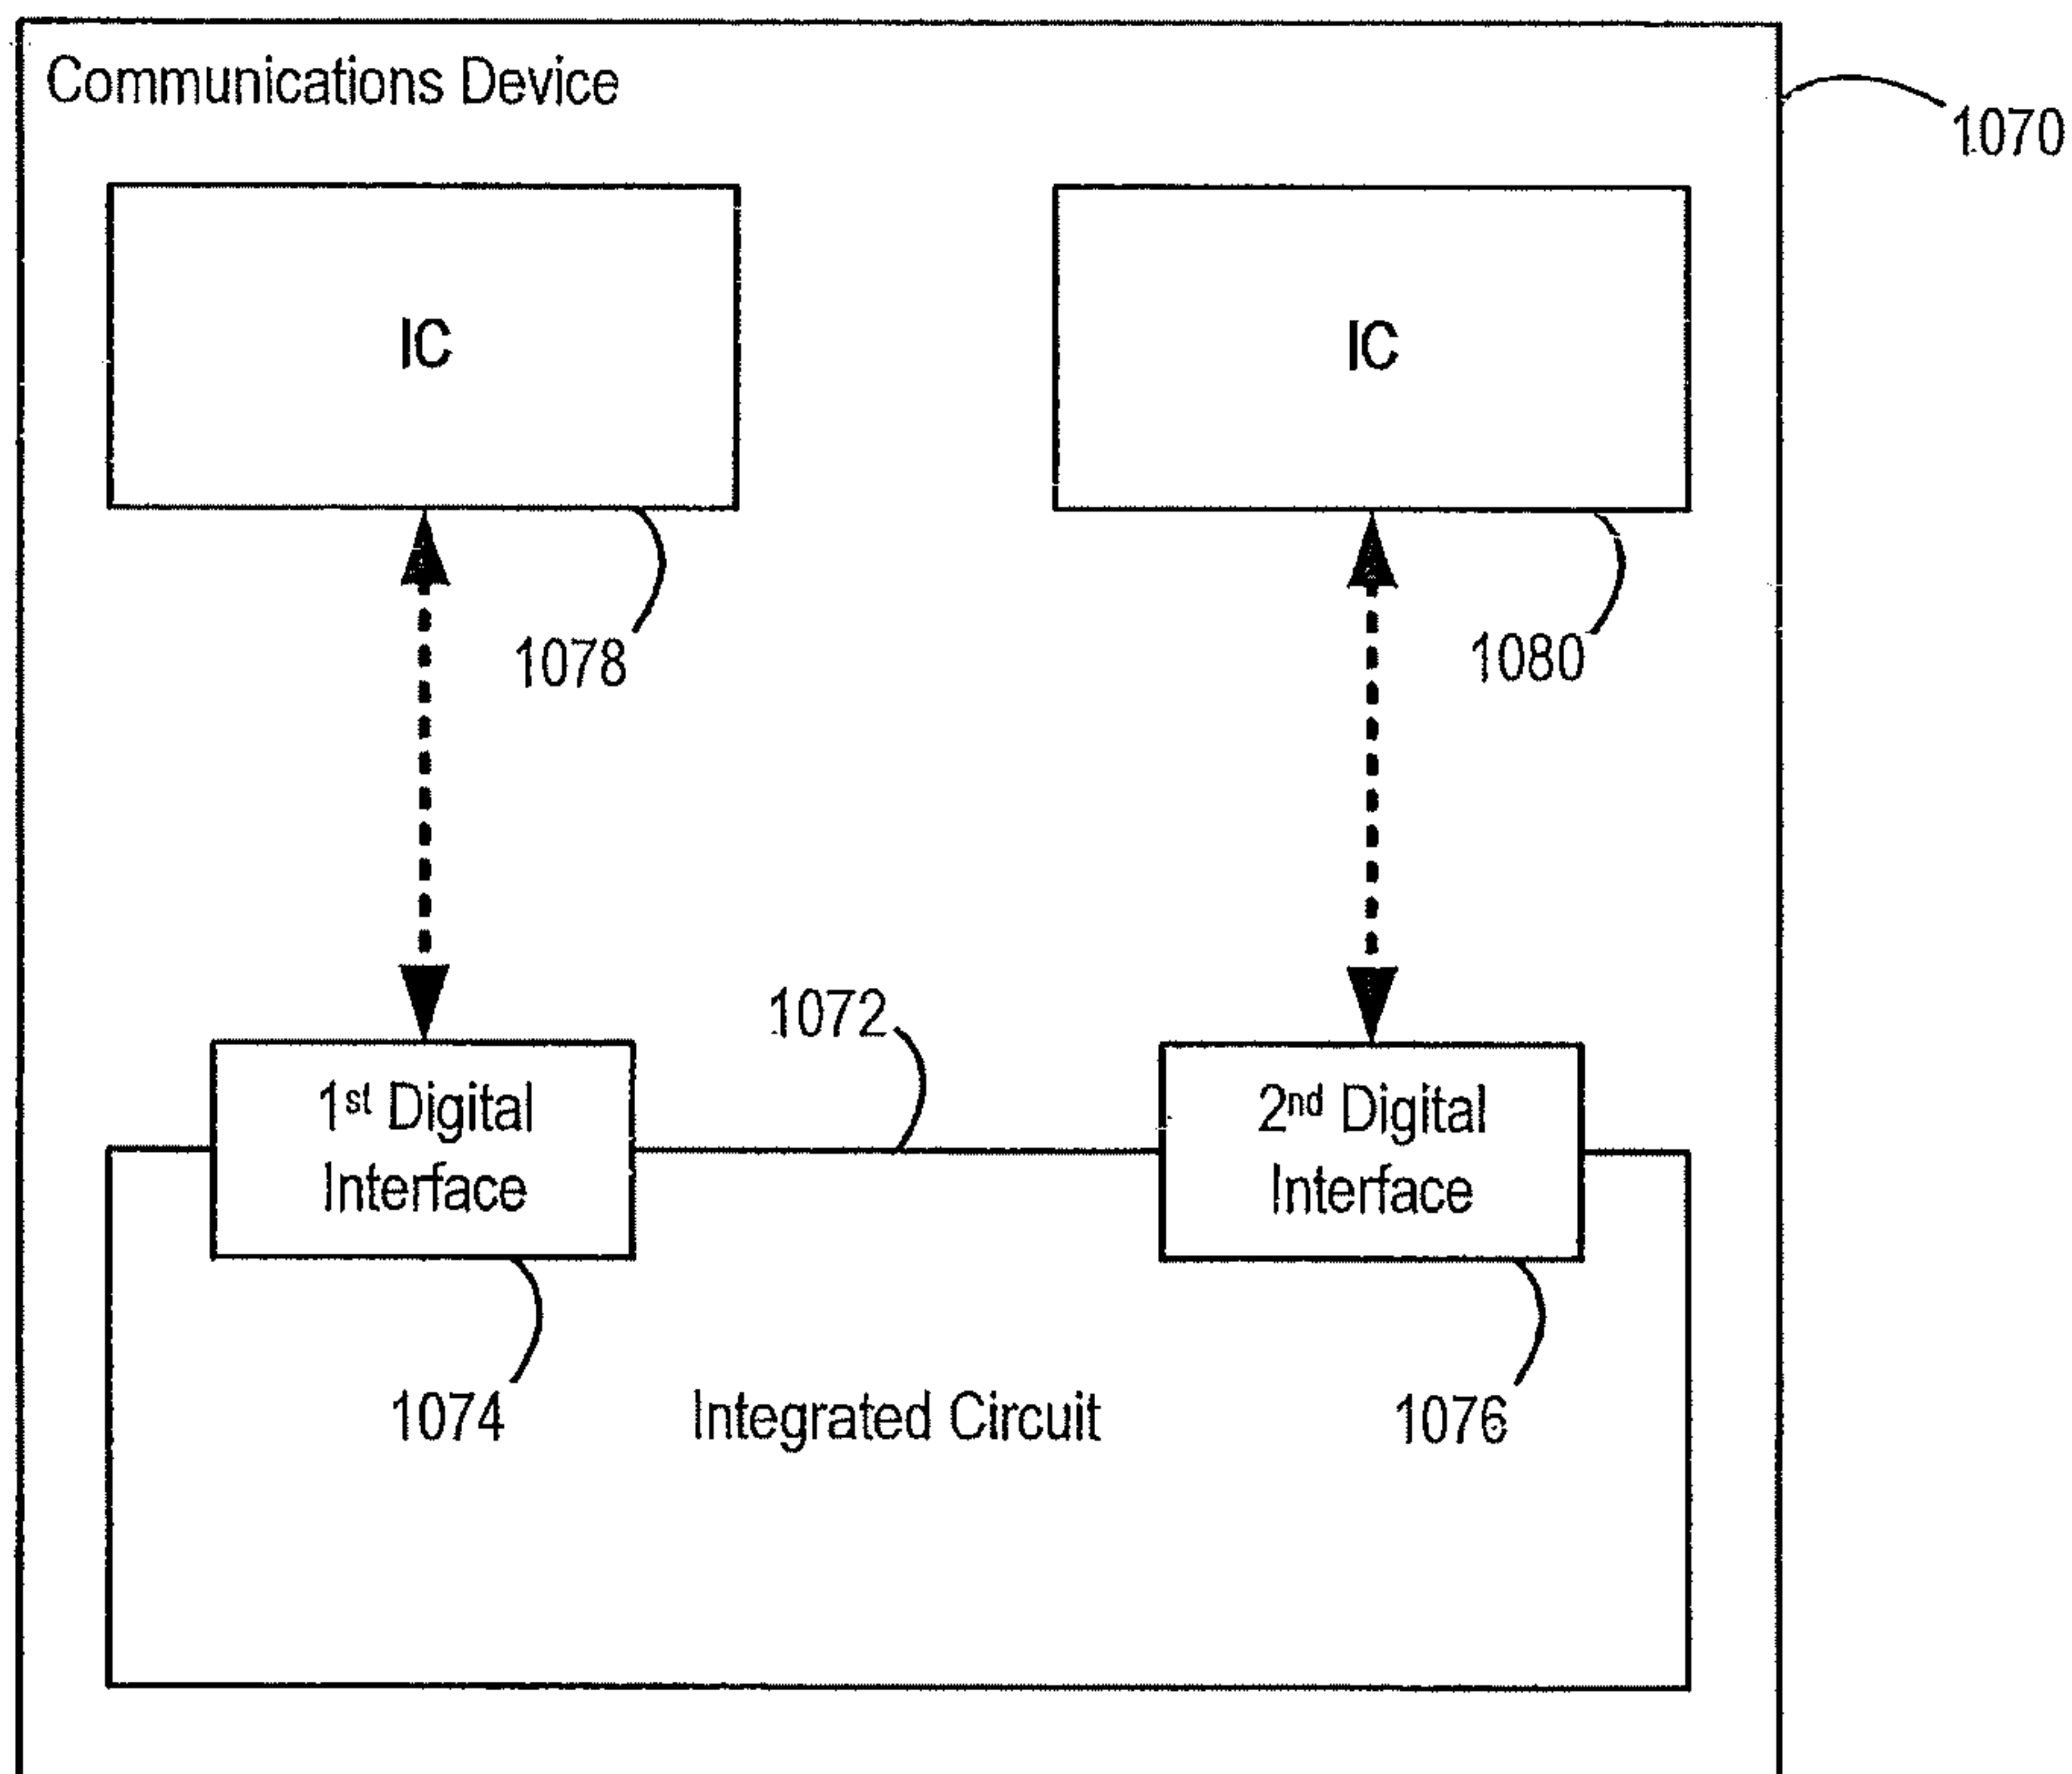 Communications Device
1070
IC
IC
1078
1080
1072
1st Digital
Interface
2nd Digital
Interface
1074
Integrated Circuit
1076